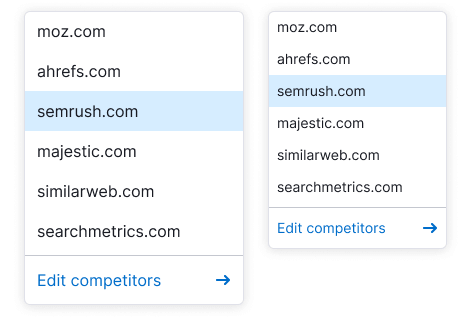 moz.com
ahrefs.com
semrush.com
majestic.com
similarweb.com
searchmetrics.com
Edit competitors
moz.com
ahrefs.com
semrush.com
majestic.com
similarweb.com
searchmetrics.com
Edit competitors